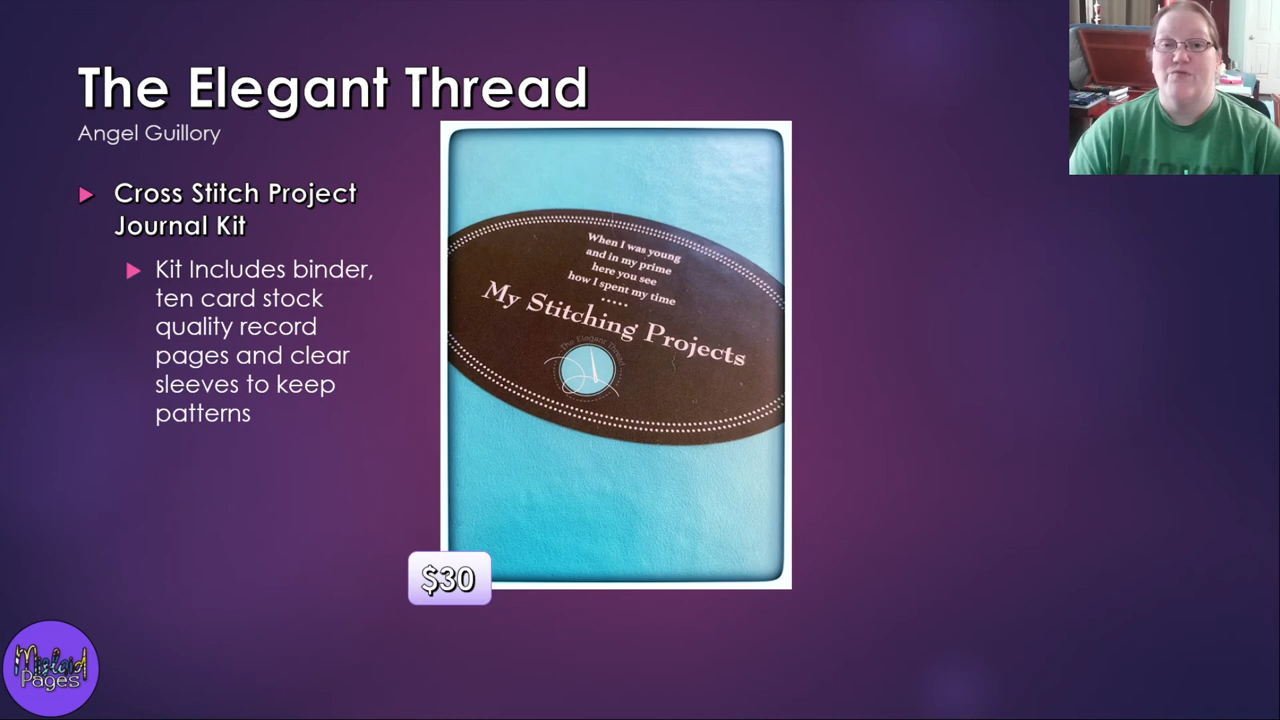 The Elegant Thread
Angel Guillory
Cross Stitch Project
Journal Kit
Kit Includes binder,
ten card stock
quality record
pages and clear
sleeves to keep
patterns
When I was young
and in my prime
here you see
how I spent my time
My Stitching Projects
The Elegant Thread
$30
Mislaid
Pages